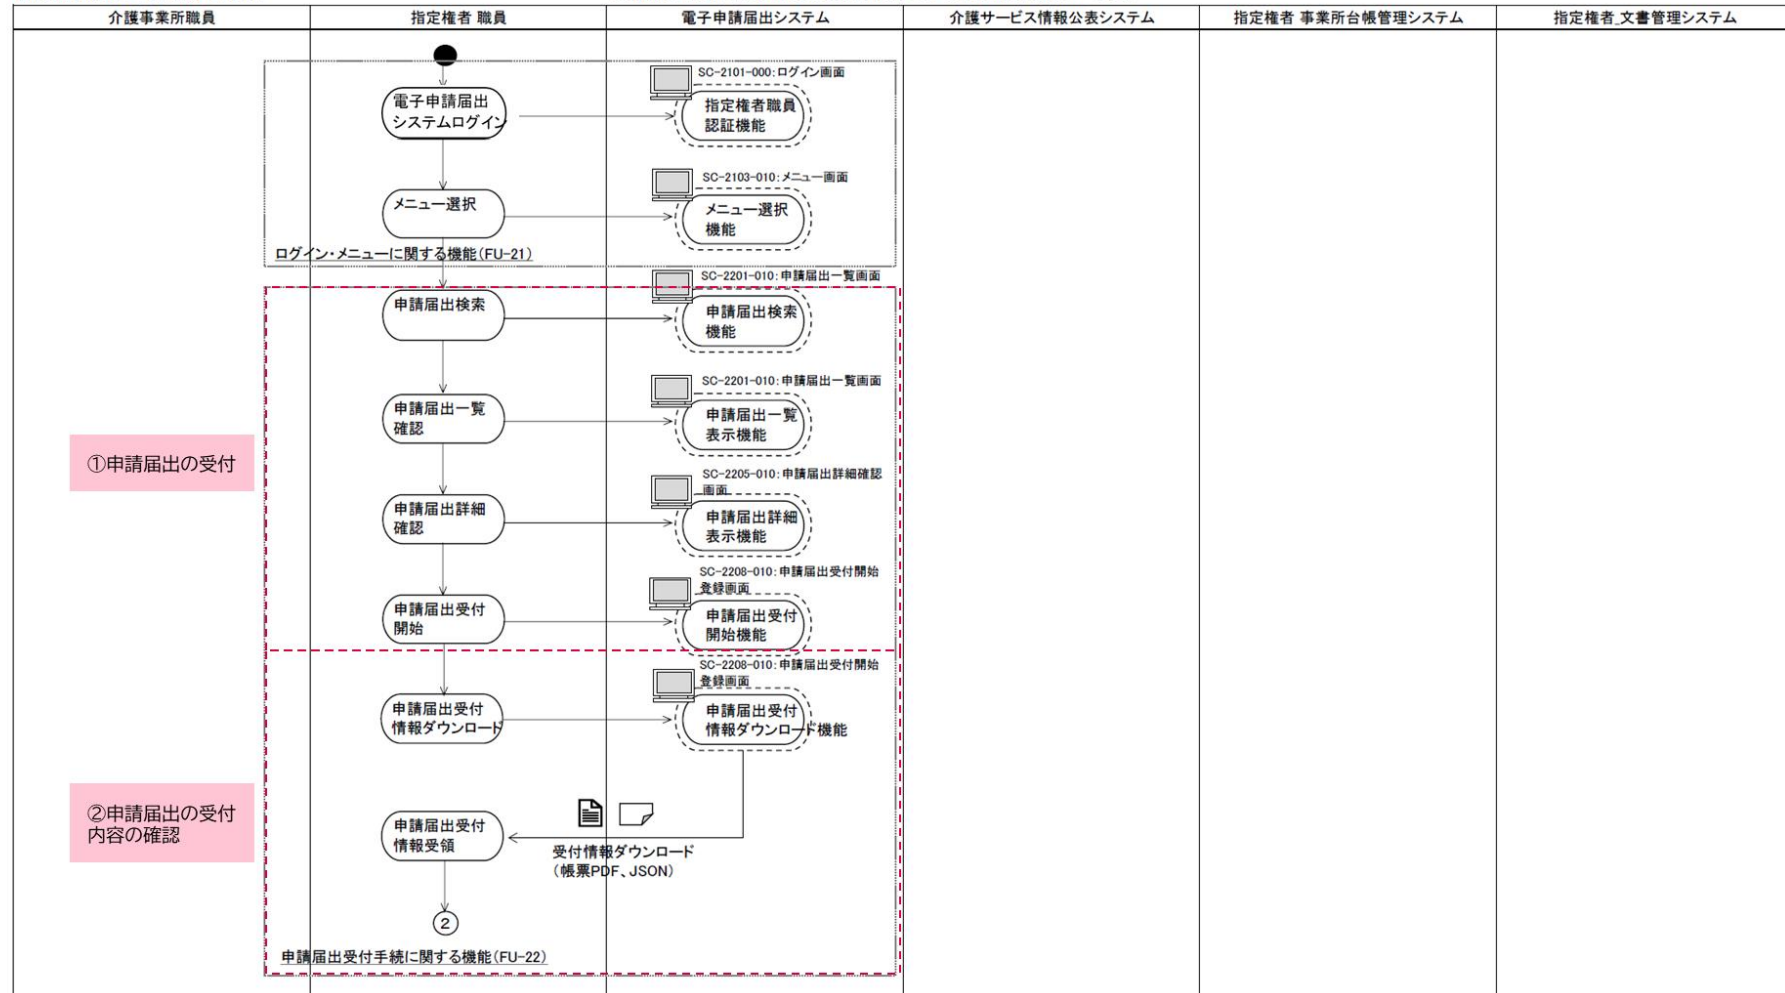 介護事業所職員
指定権者 職員
電子申請届出システム
介護サービス情報公表システム
指定権者 事業所台帳管理システム
指定権者_文書管理システム
SC-2101-000:ログイン画面
電子申請届出
システムログイン
指定権者職員
認証機能
SC-2103-010:メニュー画面
メニュー選択
メニュー選択
機能
ログイン・メニューに関する機能(FU-21)
SC-2201-010:申請届出一覧画面
申請届出検索
申請届出検索
機能
SC-2201-010:申請届出一覧画面
申請届出一覧
確認
申請届出一覧
表示機能
①申請届出の受付
SC-2205-010:申請届出詳細確認
画面
申請届出詳細
確認
申請届出詳細
表示機能
SC-2208-010:申請届出受付開始
登録画面
申請届出受付
開始
申請届出受付
開始機能
SC-2208-010:申請届出受付開始
登録画面
申請届出受付
情報ダウンロード
申請届出受付
情報ダウンロード機能
②申請届出の受付
内容の確認
申請届出受付
情報受領
受付情報ダウンロード
(帳票PDF、JSON)
2
申請届出受付手続に関する機能(FU-22)